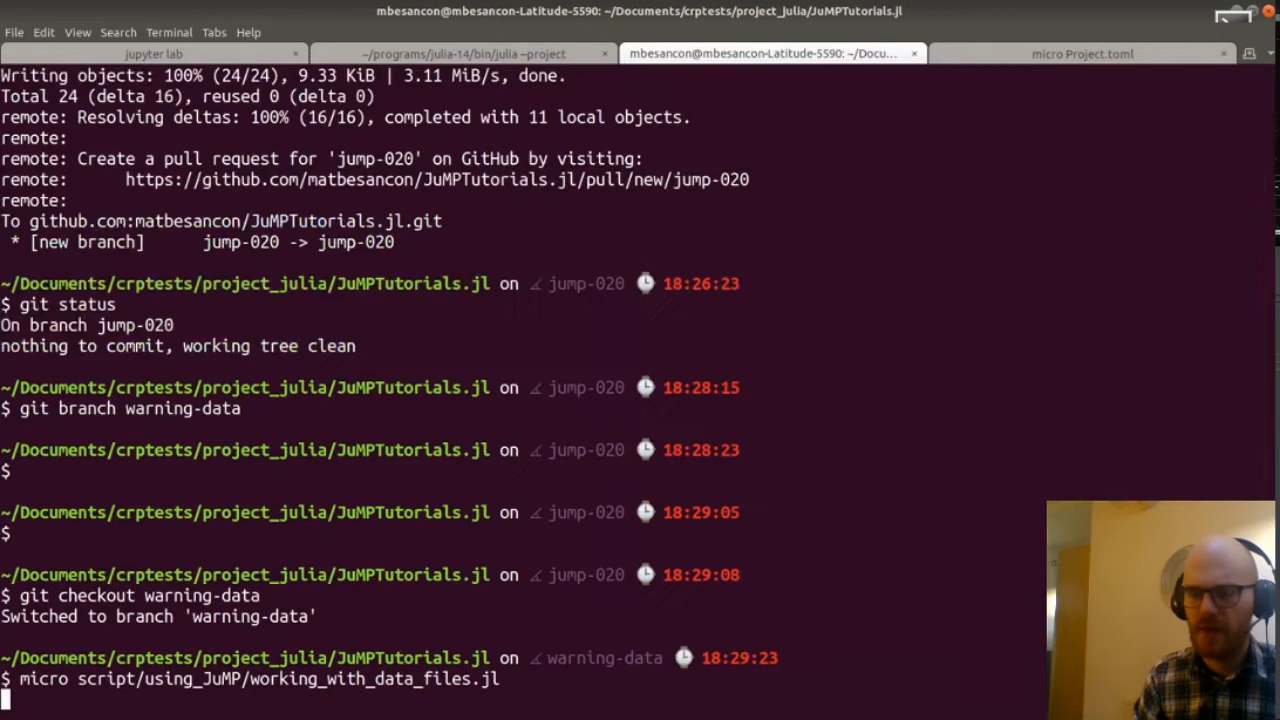 mbesancon@mbesancon-Latitude-5590: ~/Documents/crptests/project_julia/JuMPTutorials.jl
File Edit View Search Terminal Tabs Help
jupyter lab × ~/programs/julia-14/bin/julia --project × mbesancon@mbesancon-Latitude-5590: ~/Docu... × micro Project.toml ×
Writing objects: 100% (24/24), 9.33 KiB | 3.11 MiB/s, done.
Total 24 (delta 16), reused 0 (delta 0)
remote: Resolving deltas: 100% (16/16), completed with 11 local objects.
remote:
remote: Create a pull request for 'jump-020' on GitHub by visiting:
remote:      https://github.com/matbesancon/JuMPTutorials.jl/pull/new/jump-020
remote:
To github.com:matbesancon/JuMPTutorials.jl.git
 * [new branch]      jump-020 -> jump-020
~/Documents/crptests/project_julia/JuMPTutorials.jl on jump-020 18:26:23
$ git status
On branch jump-020
nothing to commit, working tree clean
~/Documents/crptests/project_julia/JuMPTutorials.jl on jump-020 18:28:15
$ git branch warning-data
~/Documents/crptests/project_julia/JuMPTutorials.jl on jump-020 18:28:23
$
~/Documents/crptests/project_julia/JuMPTutorials.jl on jump-020 18:29:05
$
~/Documents/crptests/project_julia/JuMPTutorials.jl on jump-020 18:29:08
$ git checkout warning-data
Switched to branch 'warning-data'
~/Documents/crptests/project_julia/JuMPTutorials.jl on warning-data 18:29:23
$ micro script/using_JuMP/working_with_data_files.jl